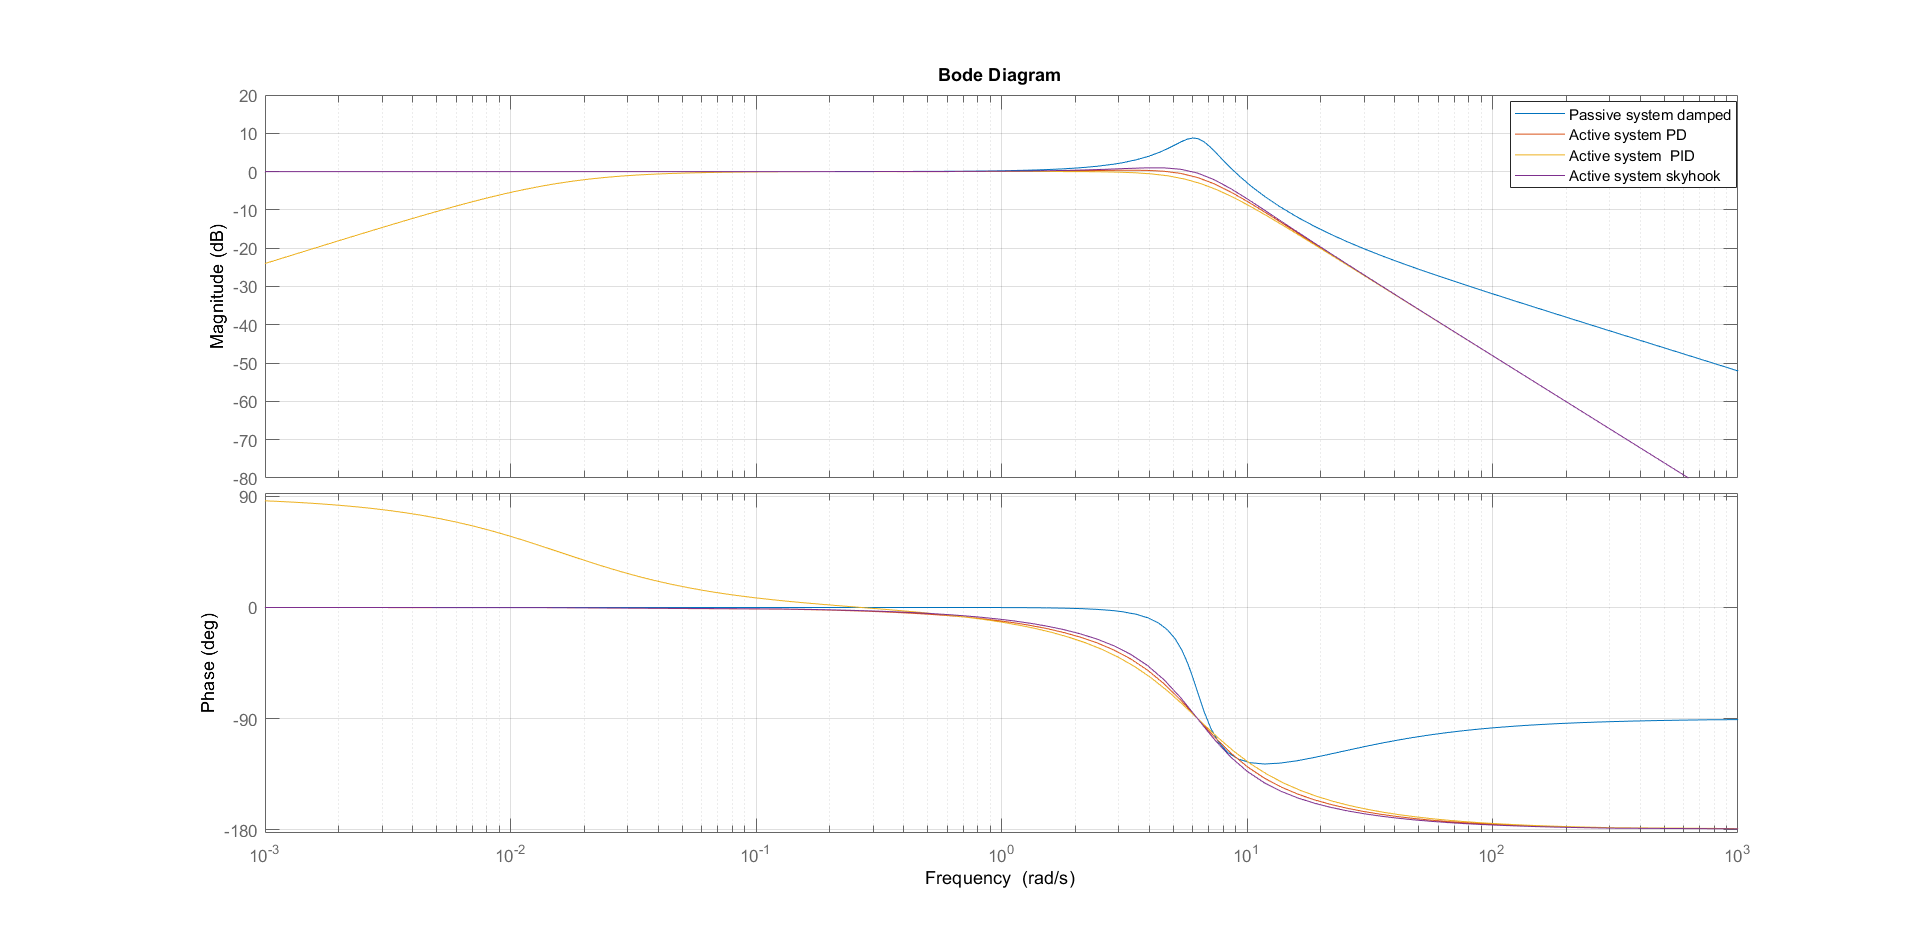 Bode Diagram
20
10
0
-10
-20
-30
-40
-50
-60
-70
-80
Magnitude (dB)
Passive system damped
Active system PD
Active system  PID
Active system skyhook
90
0
-90
-180
Phase (deg)
10^-3 10^-2 10^-1 10^0 10^1 10^2 10^3
Frequency  (rad/s)